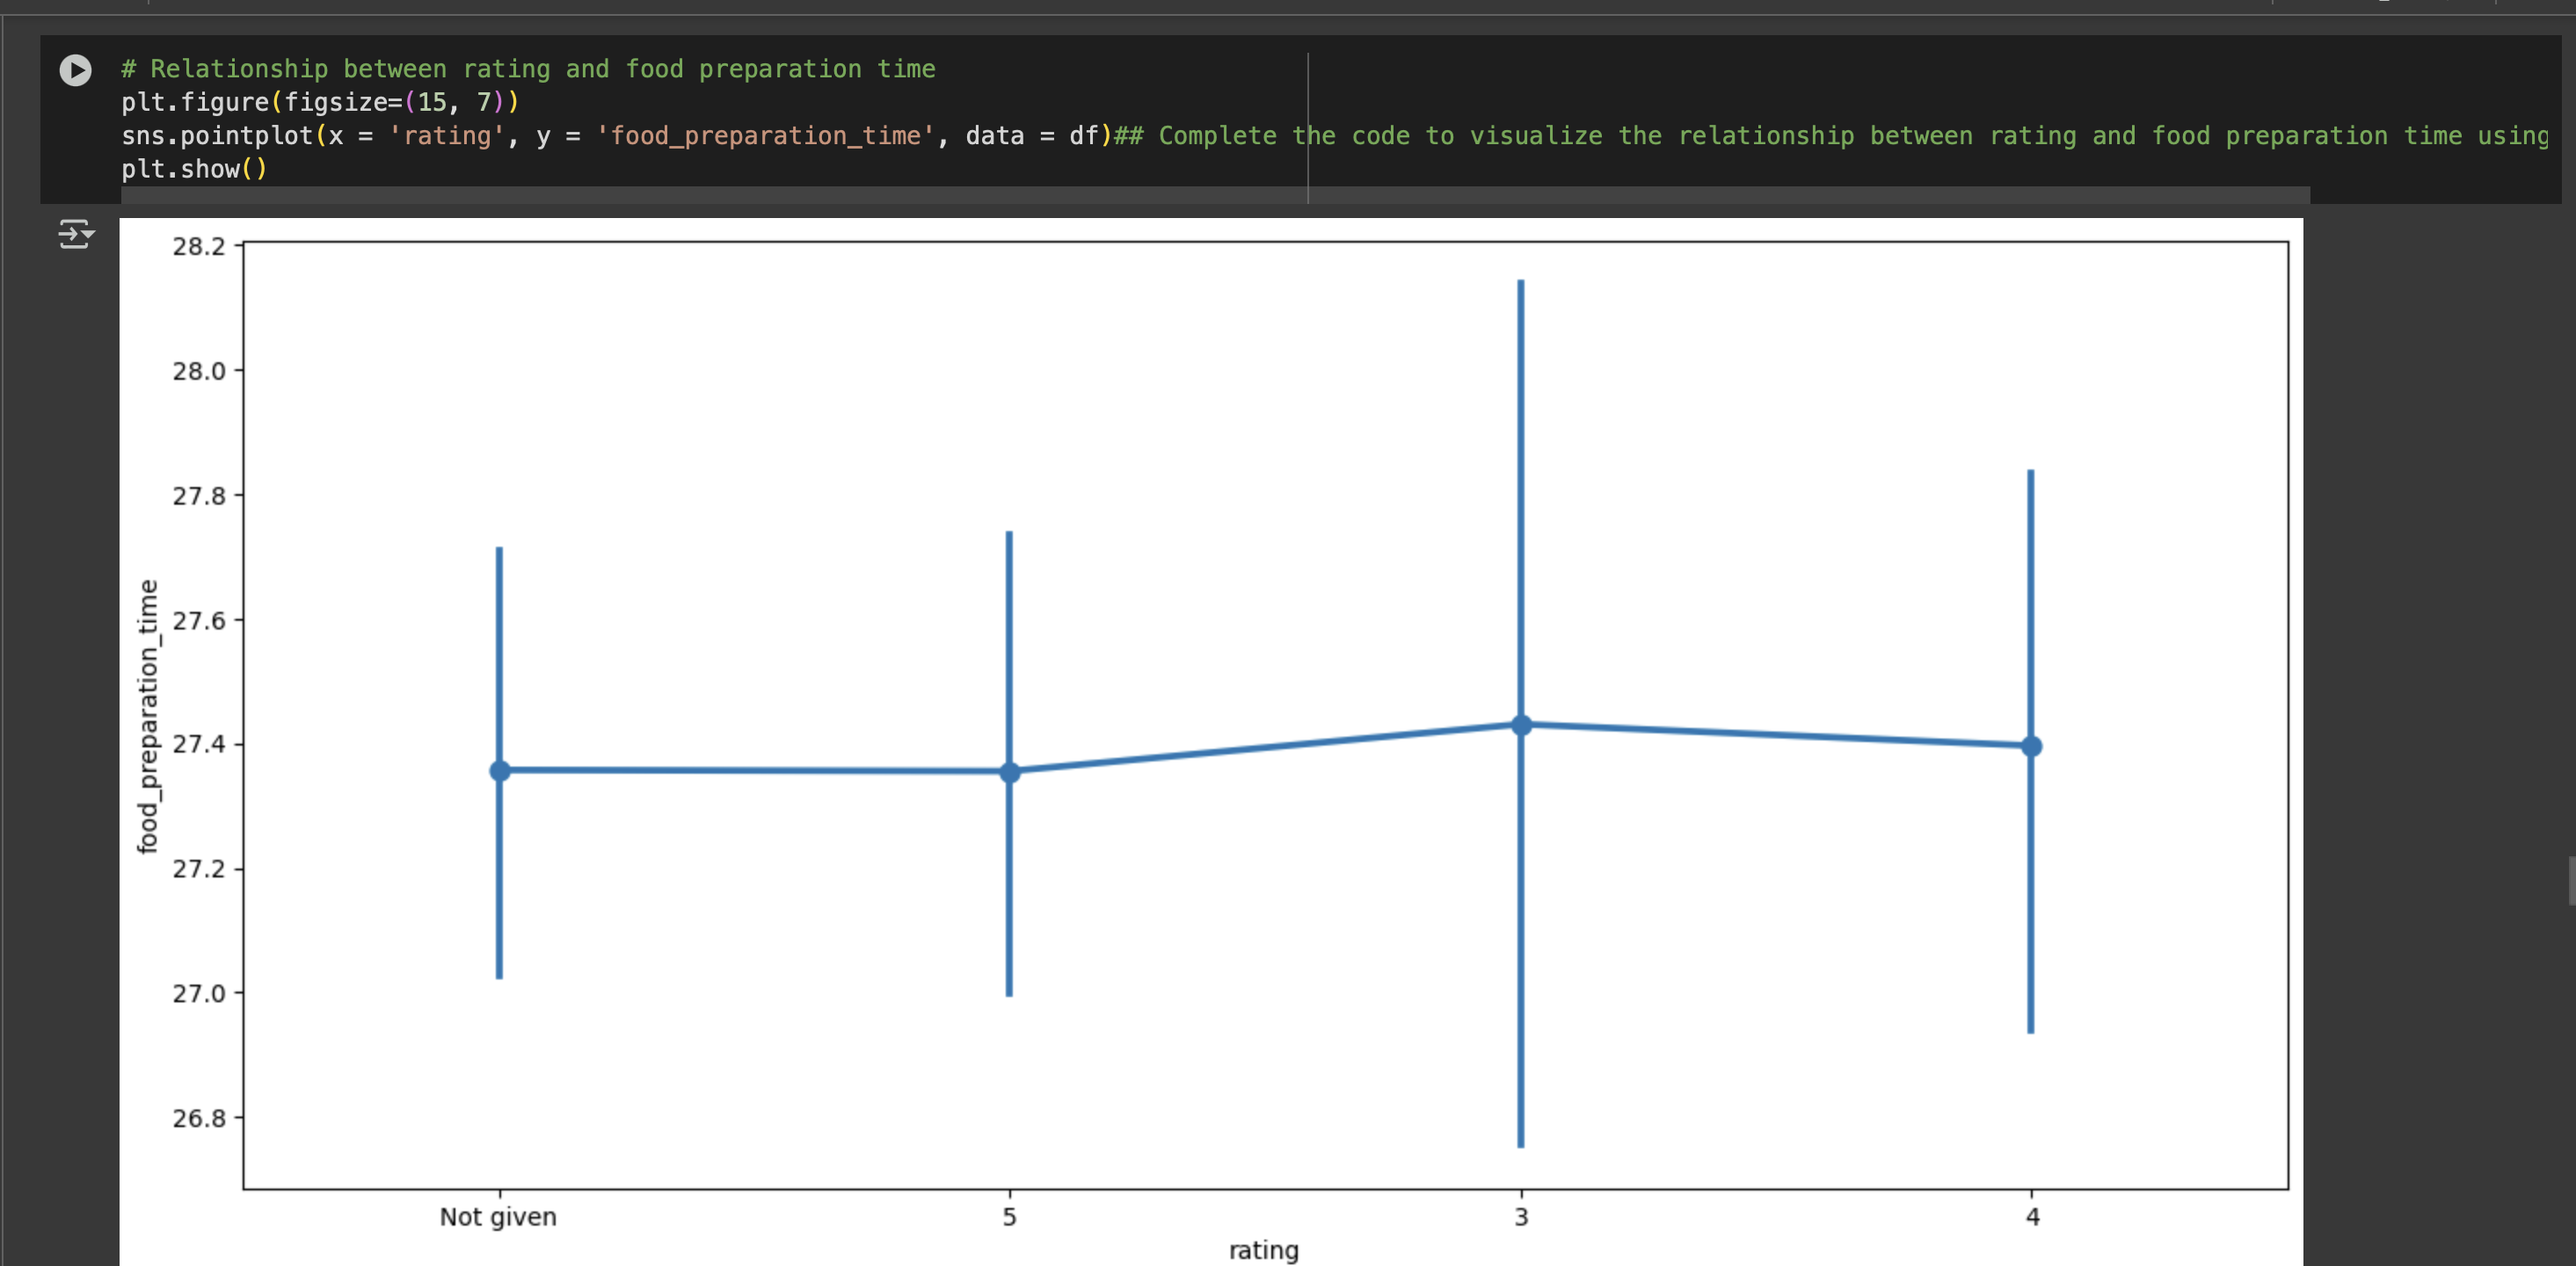 # Relationship between rating and food preparation time
plt.figure(figsize=(15, 7))
sns.pointplot(x = 'rating', y = 'food_preparation_time', data = df)## Complete the code to visualize the relationship between rating and food preparation time using
plt.show()
28.2
28.0
27.8
27.6
27.4
27.2
27.0
26.8
food_preparation_time
Not given 5 3 4
rating